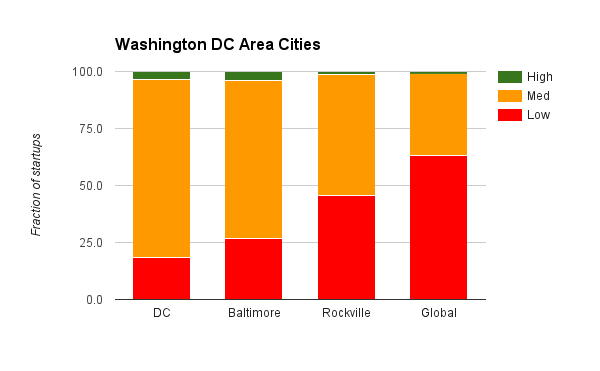 Washington DC Area Cities
100.0
75.0
50.0
25.0
0.0
Fraction of startups
DC Baltimore Rockville Global
High
Med
Low